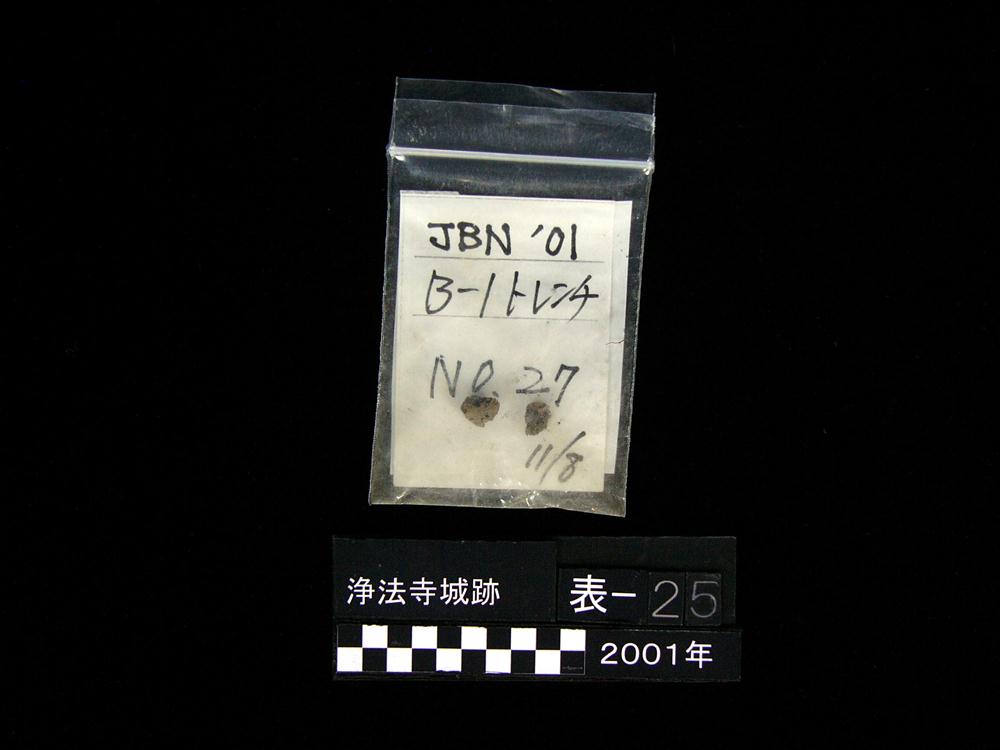 JBN '01
B-1トレンチ
NO. 27
11/8
浄法寺城跡
表-25
2001年